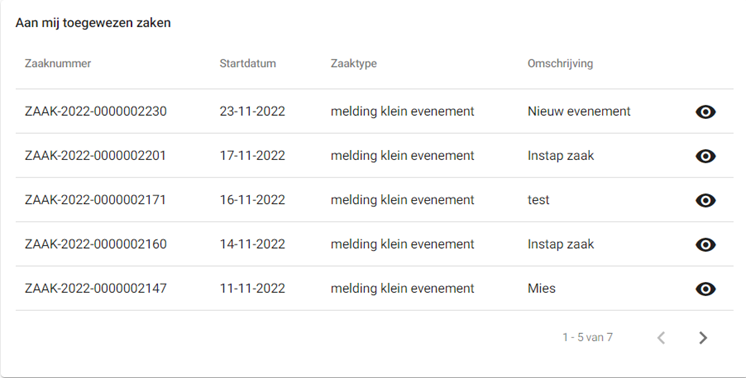 Aan mij toegewezen zaken
Zaaknummer Startdatum Zaaktype Omschrijving
ZAAK-2022-0000002230 23-11-2022 melding klein evenement Nieuw evenement
ZAAK-2022-0000002201 17-11-2022 melding klein evenement Instap zaak
ZAAK-2022-0000002171 16-11-2022 melding klein evenement test
ZAAK-2022-0000002160 14-11-2022 melding klein evenement Instap zaak
ZAAK-2022-0000002147 11-11-2022 melding klein evenement Mies
1 - 5 van 7